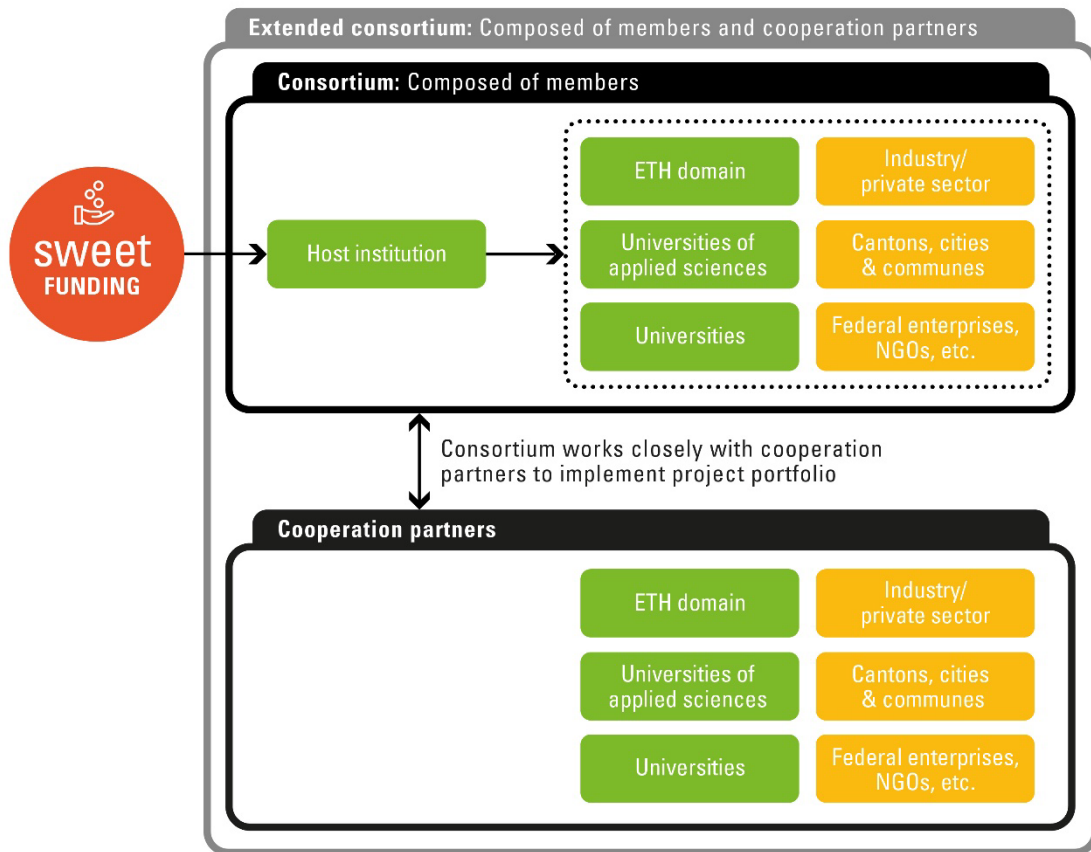 Extended consortium: Composed of members and cooperation partners
Consortium: Composed of members
sweet
FUNDING
Host institution
ETH domain
Industry/
private sector
Universities of
applied sciences
Cantons, cities
& communes
Universities
Federal enterprises,
NGOs, etc.
Consortium works closely with cooperation
partners to implement project portfolio
Cooperation partners
ETH domain
Industry/
private sector
Universities of
applied sciences
Cantons, cities
& communes
Universities
Federal enterprises,
NGOs, etc.